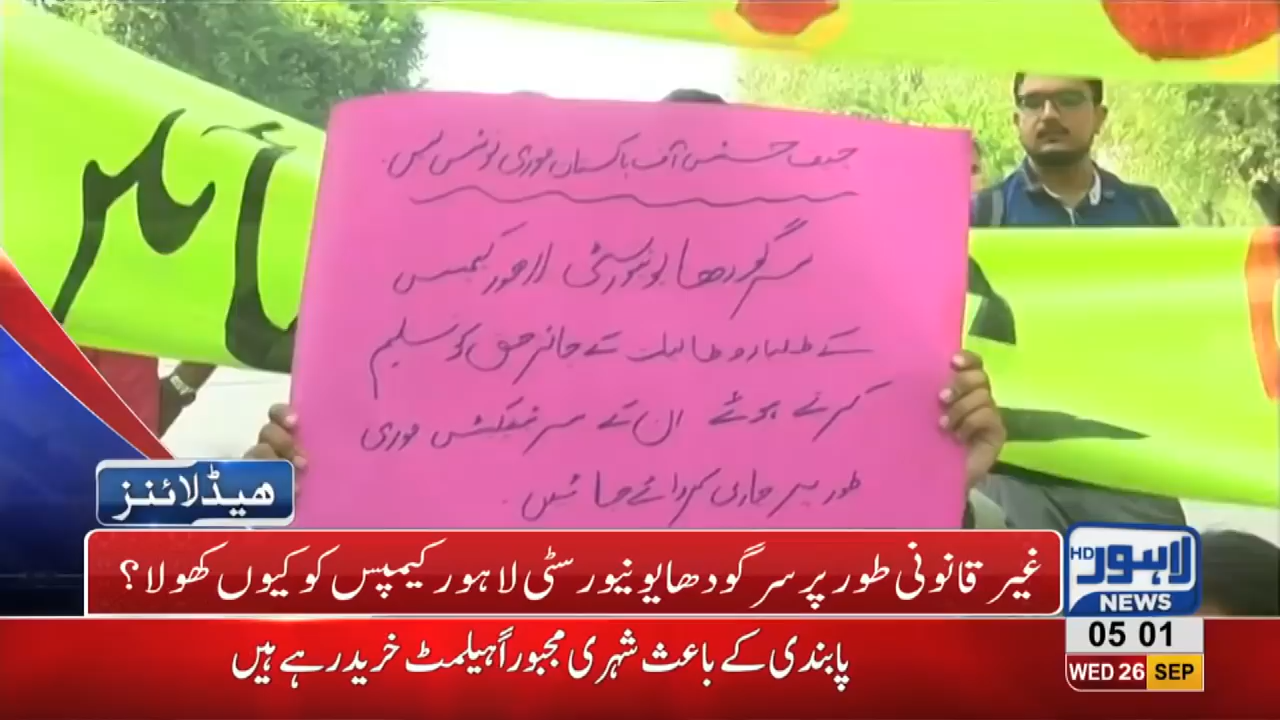 چیف جسٹس آف پاکستان فوری نوٹس لیں.
سرگودھا یونیورسٹی لاہور کیمپس
کے طلباء و طالبات کے جائز حق کو تسلیم
کرتے ہوئے ان کے سرٹیفکیٹس فوری
طور پر جاری کروائے جائیں.
ھیڈلائنز
غیر قانونی طور پر سرگودھا یونیورسٹی لاہور کیمپس کو کیوں کھولا؟
HD لاہور
NEWS
05 01
WED 26 SEP
پابندی کے باعث شہری مجبوراً ہیلمٹ خرید رہے ہیں